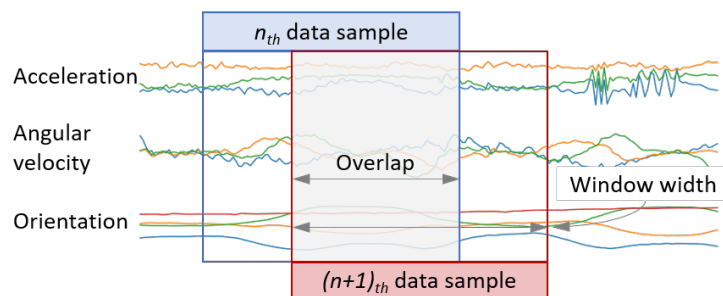 n_th data sample
Acceleration
Angular
velocity
Overlap
Window width
Orientation
(n+1)_th data sample